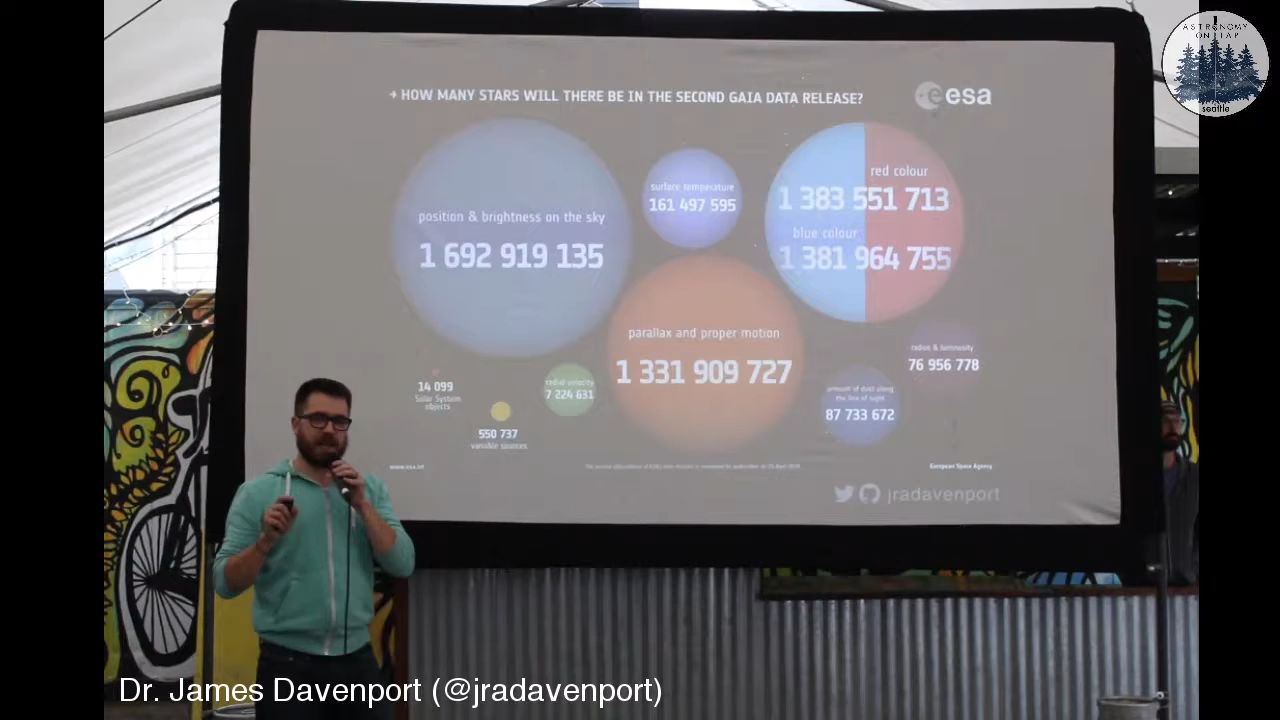 ASTRONOMY
ON TAP
seattle
→ HOW MANY STARS WILL THERE BE IN THE SECOND GAIA DATA RELEASE?
esa
position & brightness on the sky
1 692 919 135
surface temperature
161 497 595
red colour
1 383 551 713
blue colour
1 381 964 755
parallax and proper motion
1 331 909 727
radius & luminosity
76 956 778
14 099
Solar System
objects
radial velocity
7 224 631
amount of dust along
the line of sight
87 733 672
550 737
variable sources
www.esa.int
European Space Agency
jradavenport
Dr. James Davenport (@jradavenport)